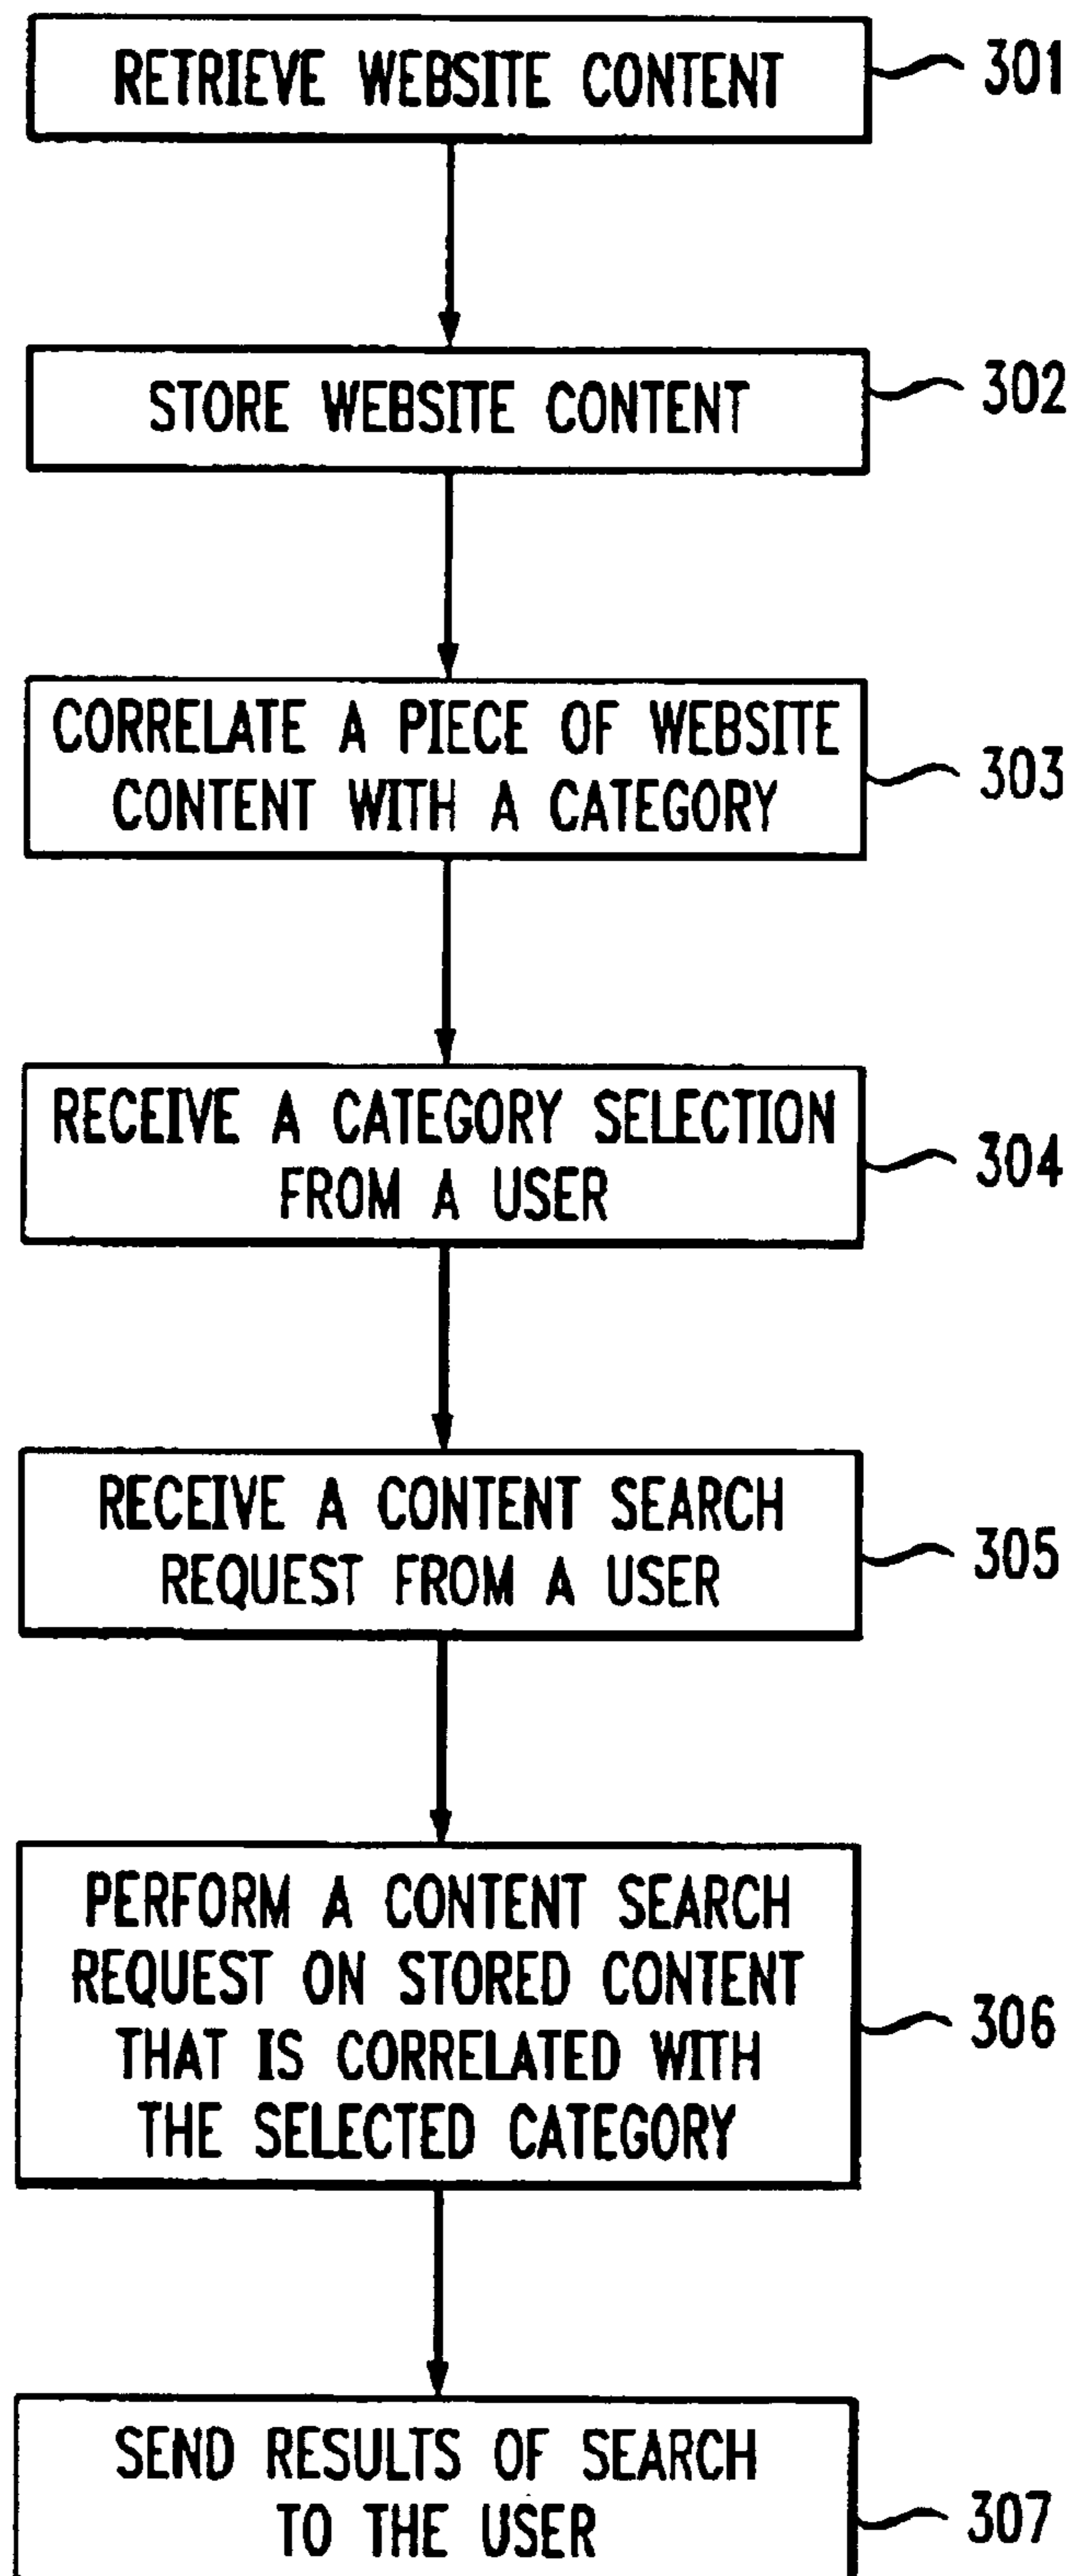 RETRIEVE WEBSITE CONTENT
301
STORE WEBSITE CONTENT
302
CORRELATE A PIECE OF WEBSITE
CONTENT WITH A CATEGORY
303
RECEIVE A CATEGORY SELECTION
FROM A USER
304
RECEIVE A CONTENT SEARCH
REQUEST FROM A USER
305
PERFORM A CONTENT SEARCH
REQUEST ON STORED CONTENT
THAT IS CORRELATED WITH
THE SELECTED CATEGORY
306
SEND RESULTS OF SEARCH
TO THE USER
307